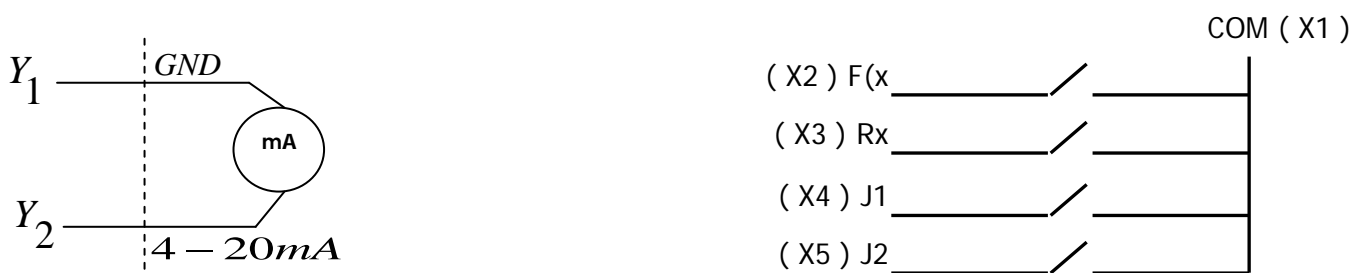 Y1
GND
mA
Y2
4 – 20mA
COM ( X1 )
( X2 ) F(x
( X3 ) Rx
( X4 ) J1
( X5 ) J2